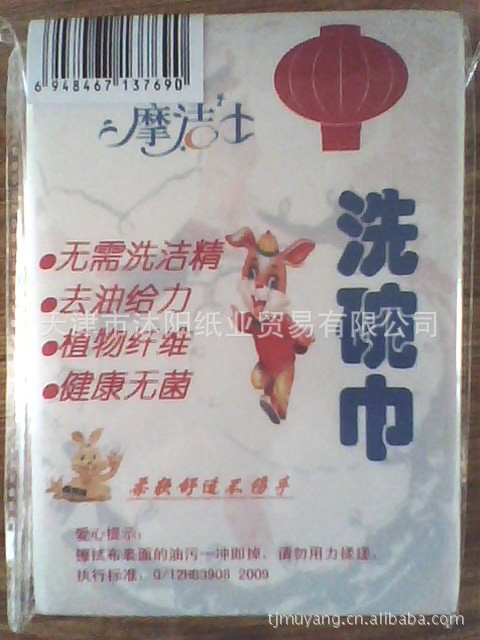 6 948467 137690
摩洁士
洗碗巾
●无需洗洁精
●去油给力
天津市沐阳纸业贸易有限公司
●植物纤维
●健康无菌
柔软舒适不伤手
爱心提示:
擦拭布表面的油污一冲即掉，请勿用力搓揉。
执行标准: Q/12HB3908 2009
tjmuyang.cn.alibaba.com